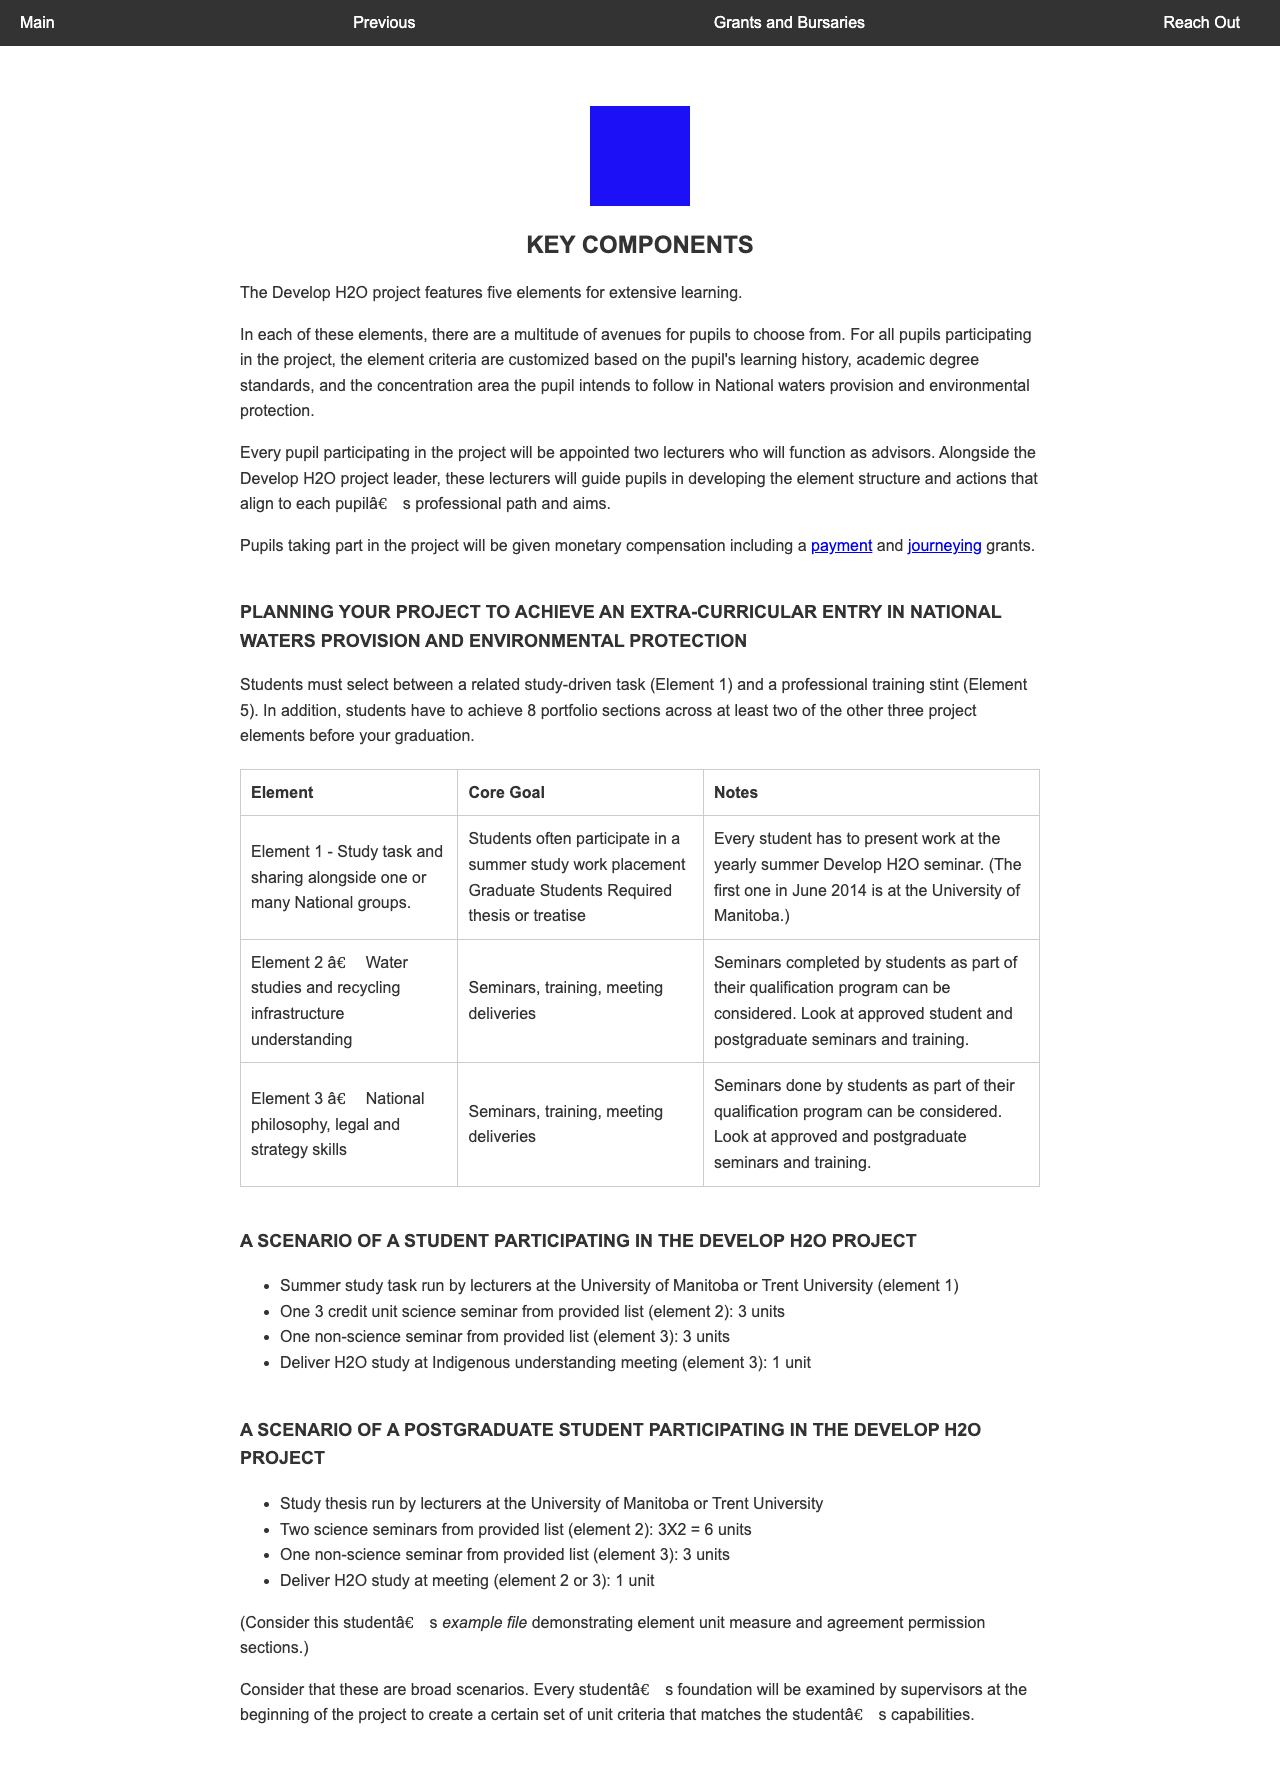 Main
Previous
Grants and Bursaries
Reach Out
KEY COMPONENTS
The Develop H2O project features five elements for extensive learning.
In each of these elements, there are a multitude of avenues for pupils to choose from. For all pupils participating
in the project, the element criteria are customized based on the pupil's learning history, academic degree
standards, and the concentration area the pupil intends to follow in National waters provision and environmental
protection.
Every pupil participating in the project will be appointed two lecturers who will function as advisors. Alongside the
Develop H2O project leader, these lecturers will guide pupils in developing the element structure and actions that
align to each pupilâ€ s professional path and aims.
Pupils taking part in the project will be given monetary compensation including a payment and journeying grants.
PLANNING YOUR PROJECT TO ACHIEVE AN EXTRA-CURRICULAR ENTRY IN NATIONAL
WATERS PROVISION AND ENVIRONMENTAL PROTECTION
Students must select between a related study-driven task (Element 1) and a professional training stint (Element
5). In addition, students have to achieve 8 portfolio sections across at least two of the other three project
elements before your graduation.
Element
Core Goal
Notes
Element 1 - Study task and
sharing alongside one or
many National groups.
Students often participate in a
summer study work placement
Graduate Students Required
thesis or treatise
Every student has to present work at the
yearly summer Develop H2O seminar. (The
first one in June 2014 is at the University of
Manitoba.)
Element 2 â€ Water
studies and recycling
infrastructure
understanding
Seminars, training, meeting
deliveries
Seminars completed by students as part of
their qualification program can be
considered. Look at approved student and
postgraduate seminars and training.
Element 3 â€ National
philosophy, legal and
strategy skills
Seminars, training, meeting
deliveries
Seminars done by students as part of their
qualification program can be considered.
Look at approved and postgraduate
seminars and training.
A SCENARIO OF A STUDENT PARTICIPATING IN THE DEVELOP H2O PROJECT
• Summer study task run by lecturers at the University of Manitoba or Trent University (element 1)
• One 3 credit unit science seminar from provided list (element 2): 3 units
• One non-science seminar from provided list (element 3): 3 units
• Deliver H2O study at Indigenous understanding meeting (element 3): 1 unit
A SCENARIO OF A POSTGRADUATE STUDENT PARTICIPATING IN THE DEVELOP H2O
PROJECT
• Study thesis run by lecturers at the University of Manitoba or Trent University
• Two science seminars from provided list (element 2): 3X2 = 6 units
• One non-science seminar from provided list (element 3): 3 units
• Deliver H2O study at meeting (element 2 or 3): 1 unit
(Consider this studentâ€ s example file demonstrating element unit measure and agreement permission
sections.)
Consider that these are broad scenarios. Every studentâ€ s foundation will be examined by supervisors at the
beginning of the project to create a certain set of unit criteria that matches the studentâ€ s capabilities.